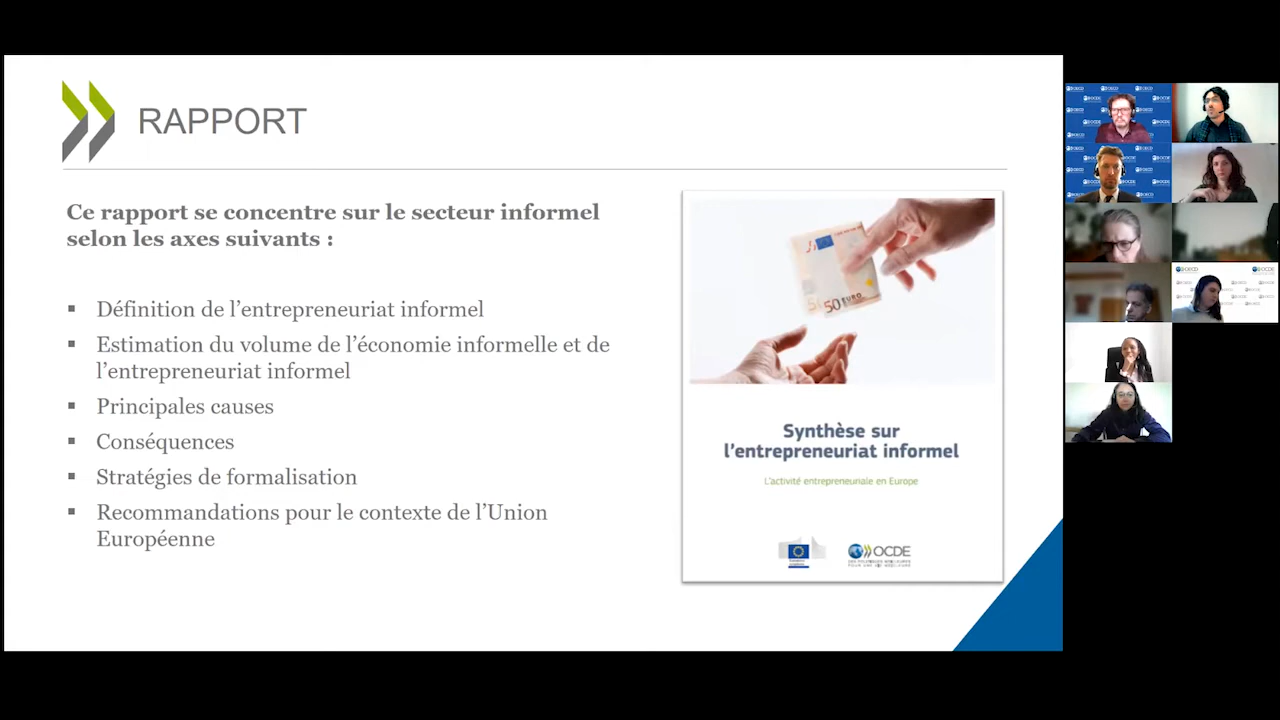 RAPPORT
Ce rapport se concentre sur le secteur informel
selon les axes suivants :
▪ Définition de l’entrepreneuriat informel
▪ Estimation du volume de l’économie informelle et de
l’entrepreneuriat informel
▪ Principales causes
▪ Conséquences
▪ Stratégies de formalisation
▪ Recommandations pour le contexte de l’Union
Européenne
50 EURO
Synthèse sur
l’entrepreneuriat informel
L’activité entrepreneuriale en Europe
OCDE